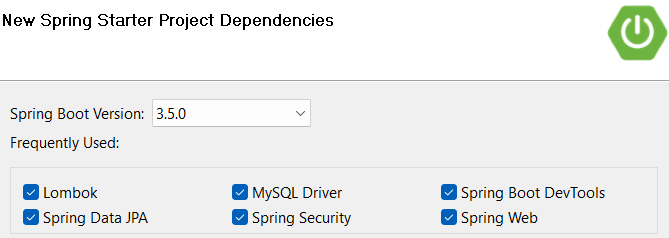 New Spring Starter Project Dependencies
Spring Boot Version: 3.5.0
Frequently Used:
Lombok MySQL Driver Spring Boot DevTools
Spring Data JPA Spring Security Spring Web